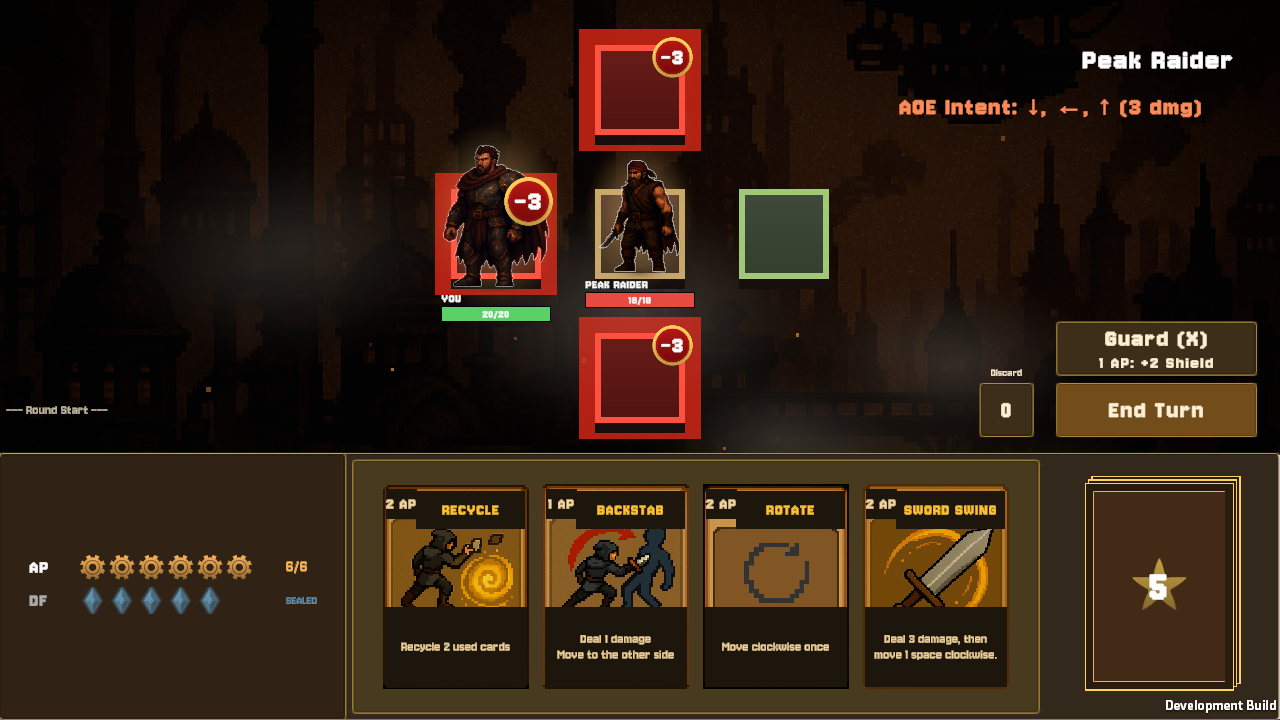 Peak Raider
AOE Intent: ↓, ←, ↑ (3 dmg)
-3
-3
YOU
20/20
PEAK RAIDER
18/18
-3
Guard (X)
1 AP: +2 Shield
Discard
0
End Turn
--- Round Start ---
AP
6/6
DF
SEALED
2 AP
RECYCLE
Recycle 2 used cards
1 AP
BACKSTAB
Deal 1 damage
Move to the other side
2 AP
ROTATE
Move clockwise once
2 AP
SWORD SWING
Deal 3 damage, then
move 1 space clockwise.
5
Development Build